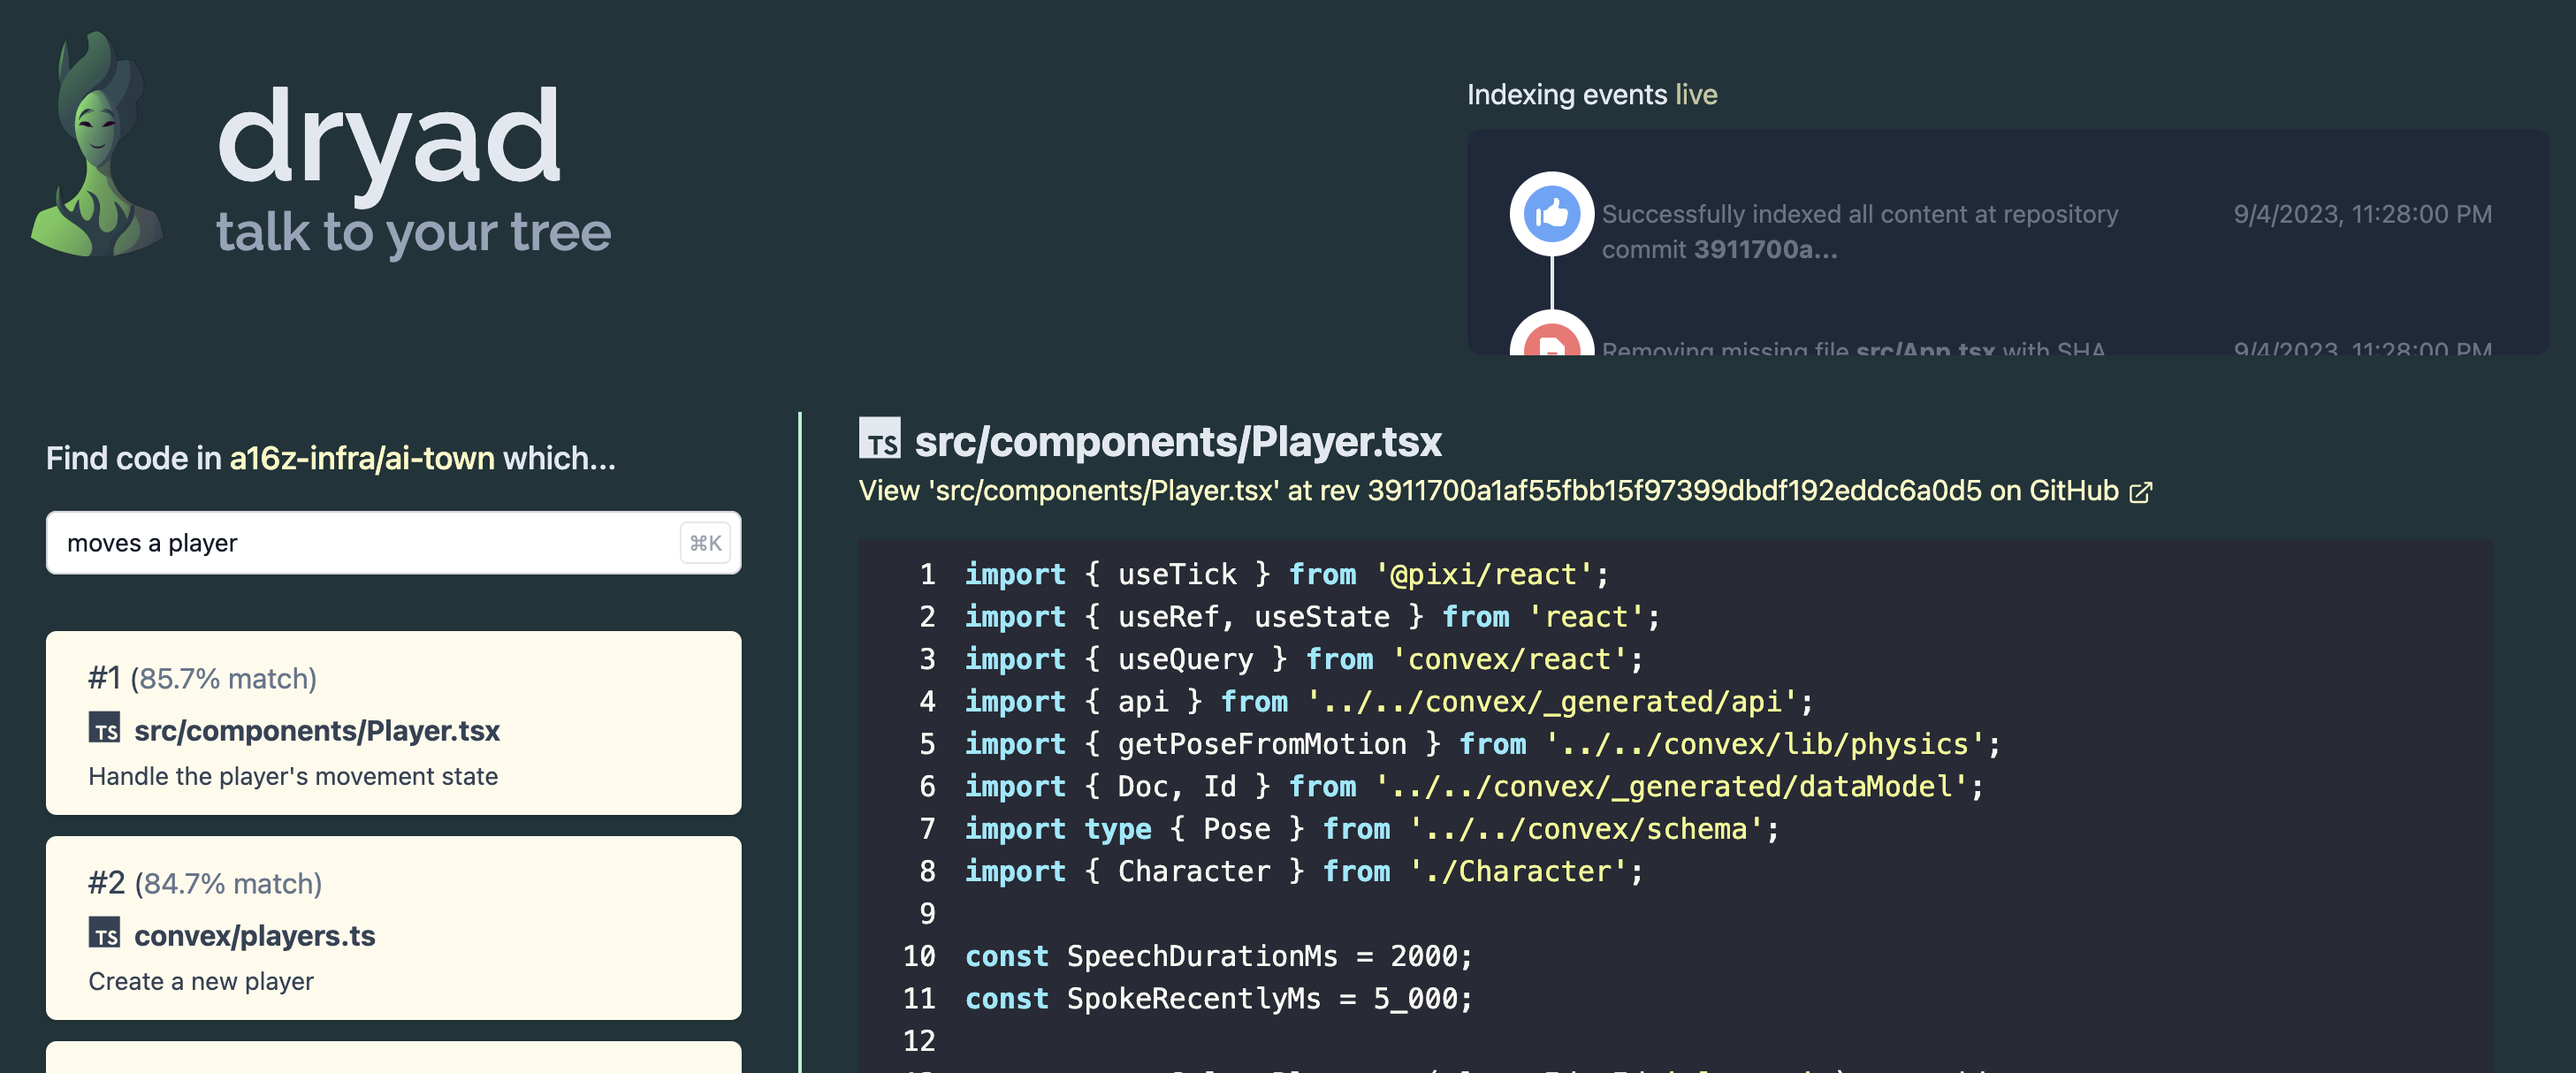 dryad
talk to your tree
Indexing events live
Successfully indexed all content at repository 9/4/2023, 11:28:00 PM
commit 3911700a...
Removing missing file src/App.tsx with SHA 9/4/2023, 11:28:00 PM
Find code in a16z-infra/ai-town which...
moves a player ⌘K
#1 (85.7% match)
TS src/components/Player.tsx
Handle the player's movement state
#2 (84.7% match)
TS convex/players.ts
Create a new player
TS src/components/Player.tsx
View 'src/components/Player.tsx' at rev 3911700a1af55fbb15f97399dbdf192eddc6a0d5 on GitHub
1 import { useTick } from '@pixi/react';
2 import { useRef, useState } from 'react';
3 import { useQuery } from 'convex/react';
4 import { api } from '../../convex/_generated/api';
5 import { getPoseFromMotion } from '../../convex/lib/physics';
6 import { Doc, Id } from '../../convex/_generated/dataModel';
7 import type { Pose } from '../../convex/schema';
8 import { Character } from './Character';
9
10 const SpeechDurationMs = 2000;
11 const SpokeRecentlyMs = 5_000;
12